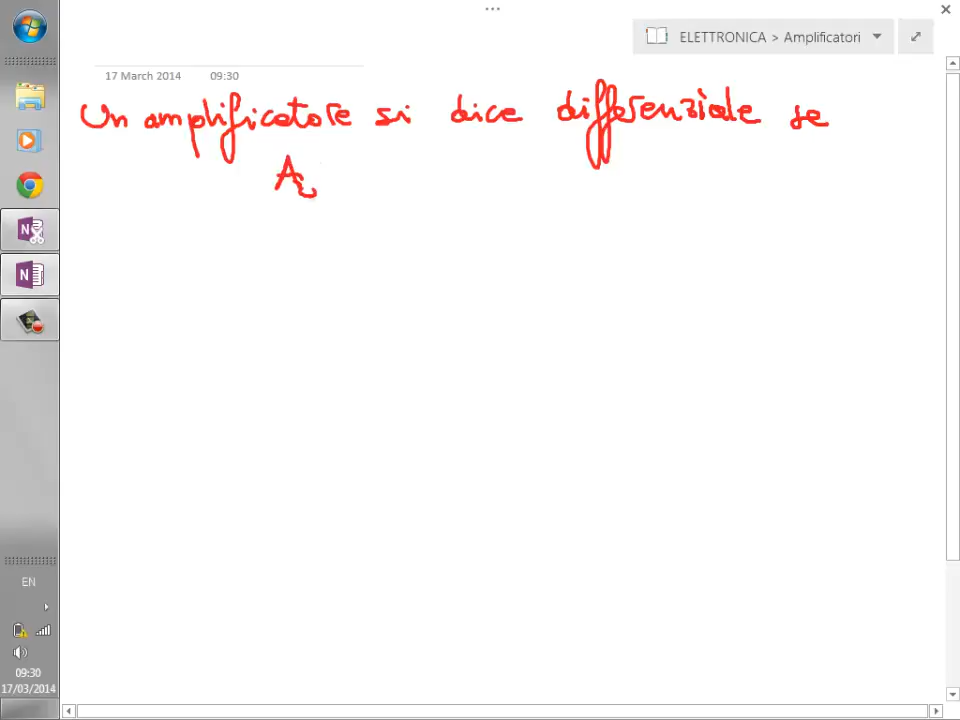 ELETTRONICA > Amplificatori
17 March 2014 09:30
Un amplificatore si dice differenziale se
A
EN
09:30
17/03/2014